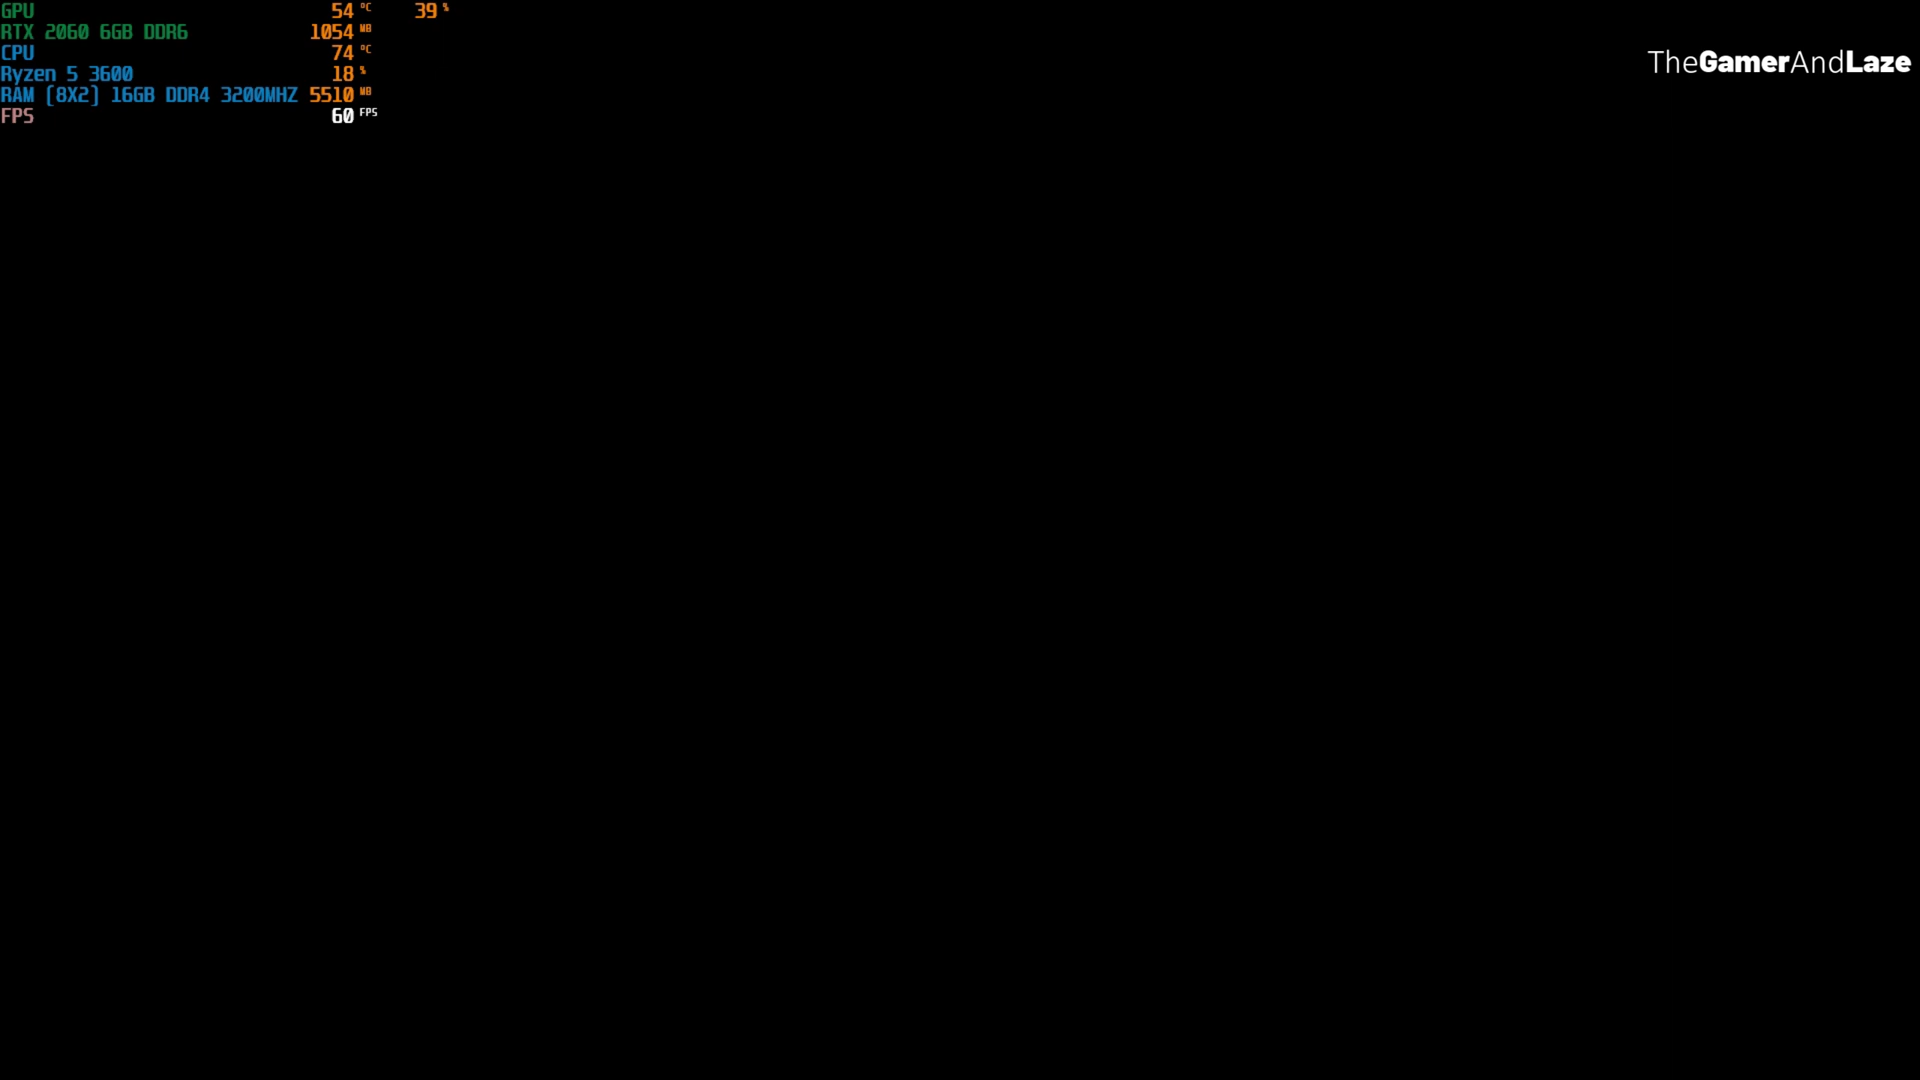 GPU 54 °C 39 %
RTX 2060 6GB DDR6 1054 MB
CPU 74 °C
Ryzen 5 3600 18 %
RAM [8X2] 16GB DDR4 3200MHZ 5510 MB
FPS 60 FPS
TheGamerAndLaze